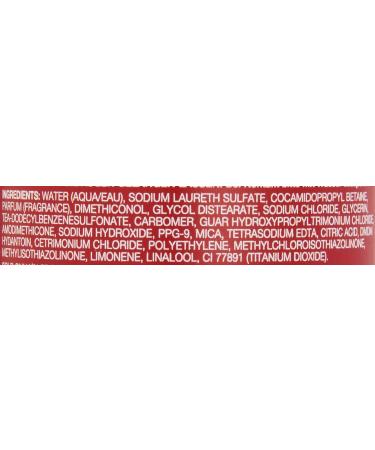 INGREDIENTS: WATER (AQUA/EAU), SODIUM LAURETH SULFATE, COCAMIDOPROPYL BETAINE,
PARFUM (FRAGRANCE), DIMETHICONOL, GLYCOL DISTEARATE, SODIUM CHLORIDE, GLYCERIN,
TEA-DODECYLBENZENESULFONATE, CARBOMER, GUAR HYDROXYPROPYLTRIMONIUM CHLORIDE,
AMODIMETHICONE, SODIUM HYDROXIDE, PPG-9, MICA, TETRASODIUM EDTA, CITRIC ACID, DMDM
HYDANTOIN, CETRIMONIUM CHLORIDE, POLYETHYLENE, METHYLCHLOROISOTHIAZOLINONE,
METHYLISOTHIAZOLINONE, LIMONENE, LINALOOL, CI 77891 (TITANIUM DIOXIDE).